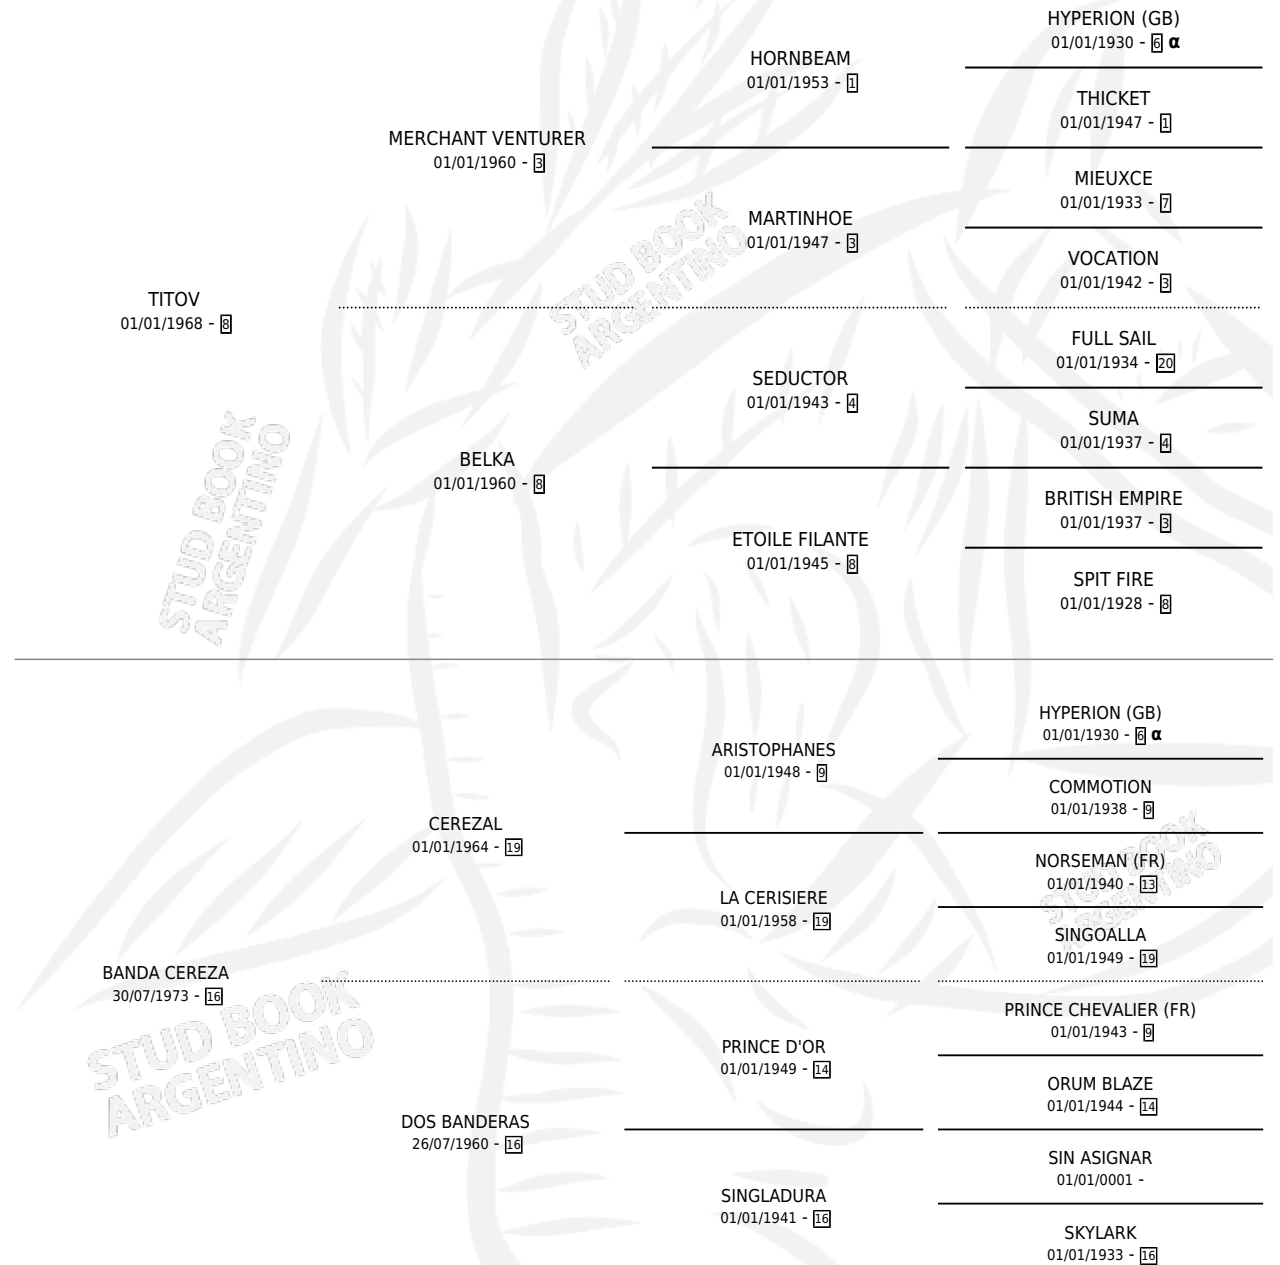 HYPERION (GB)
01/01/1930 - 6 α
HORNBEAM
01/01/1953 - 1
THICKET
01/01/1947 - 1
MERCHANT VENTURER
01/01/1960 - 3
MIEUXCE
01/01/1933 - 7
MARTINHOE
01/01/1947 - 3
VOCATION
01/01/1942 - 3
TITOV
01/01/1968 - 8
FULL SAIL
01/01/1934 - 20
SEDUCTOR
01/01/1943 - 4
SUMA
01/01/1937 - 4
BELKA
01/01/1960 - 8
BRITISH EMPIRE
01/01/1937 - 3
ETOILE FILANTE
01/01/1945 - 8
SPIT FIRE
01/01/1928 - 8
HYPERION (GB)
01/01/1930 - 6 α
ARISTOPHANES
01/01/1948 - 9
COMMOTION
01/01/1938 - 9
CEREZAL
01/01/1964 - 19
NORSEMAN (FR)
01/01/1940 - 13
LA CERISIERE
01/01/1958 - 19
SINGOALLA
01/01/1949 - 19
BANDA CEREZA
30/07/1973 - 16
PRINCE CHEVALIER (FR)
01/01/1943 - 9
PRINCE D'OR
01/01/1949 - 14
ORUM BLAZE
01/01/1944 - 14
DOS BANDERAS
26/07/1960 - 16
SIN ASIGNAR
01/01/0001 -
SINGLADURA
01/01/1941 - 16
SKYLARK
01/01/1933 - 16
STUD BOOK
ARGENTINO
STUD BOOK
ARGENTINO
STUD BOOK
ARGENTINO
STUD BOOK
ARGENTINO